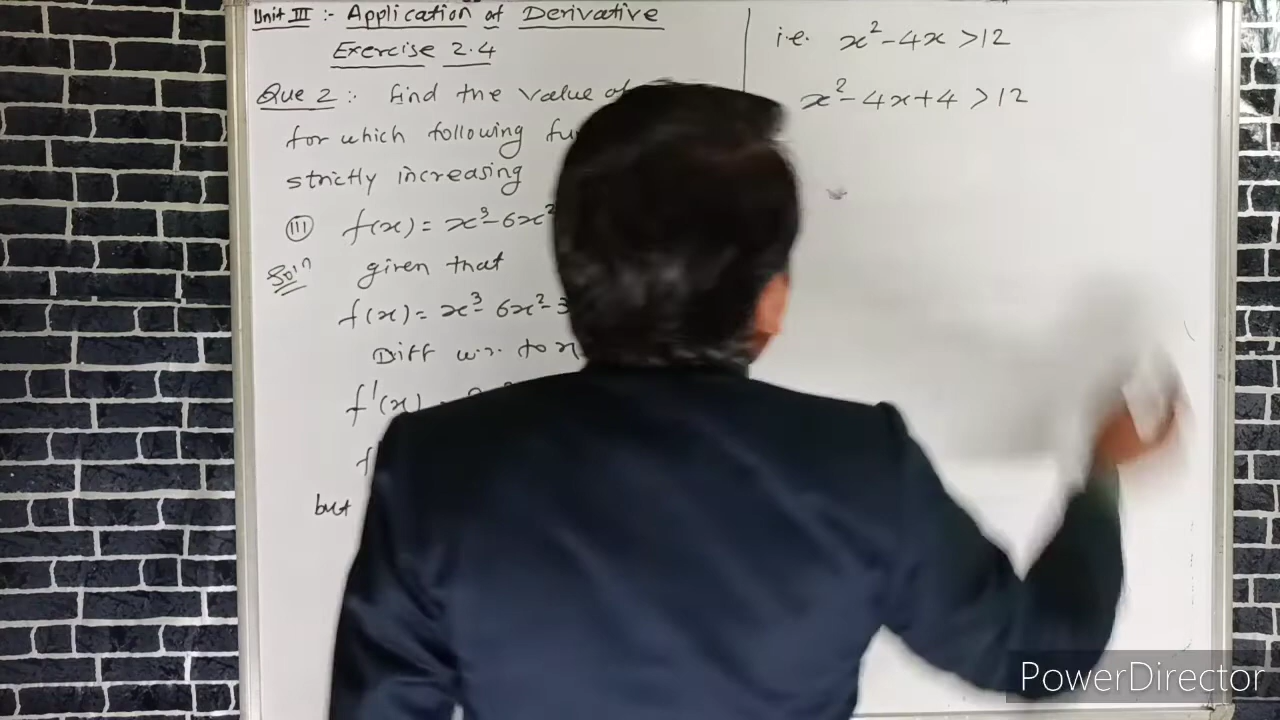 Unit III :- Application of Derivative
Exercise 2.4
Que 2 :- Find the value of
for which following fu
strictly increasing
III f(x) = x³-6x²
Soln given that
f(x) = x³- 6x²- 3
Diff w.r. to x
f'(x) =
f
but
i.e. x²-4x >12
x²-4x+4 >12
PowerDirector